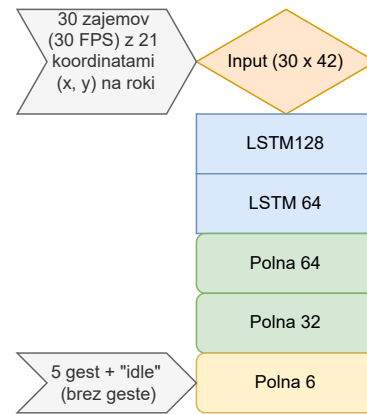 30 zajemov
(30 FPS) z 21
koordinatami
(x, y) na roki
Input (30 x 42)
LSTM128
LSTM 64
Polna 64
Polna 32
5 gest + "idle"
(brez geste)
Polna 6